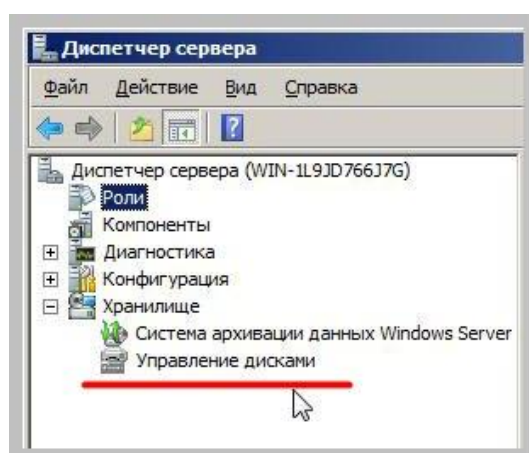 Диспетчер сервера
Файл Действие Вид Справка
Диспетчер сервера (WIN-1L9JD766J7G)
Роли
Компоненты
Диагностика
Конфигурация
Хранилище
Система архивации данных Windows Server
Управление дисками